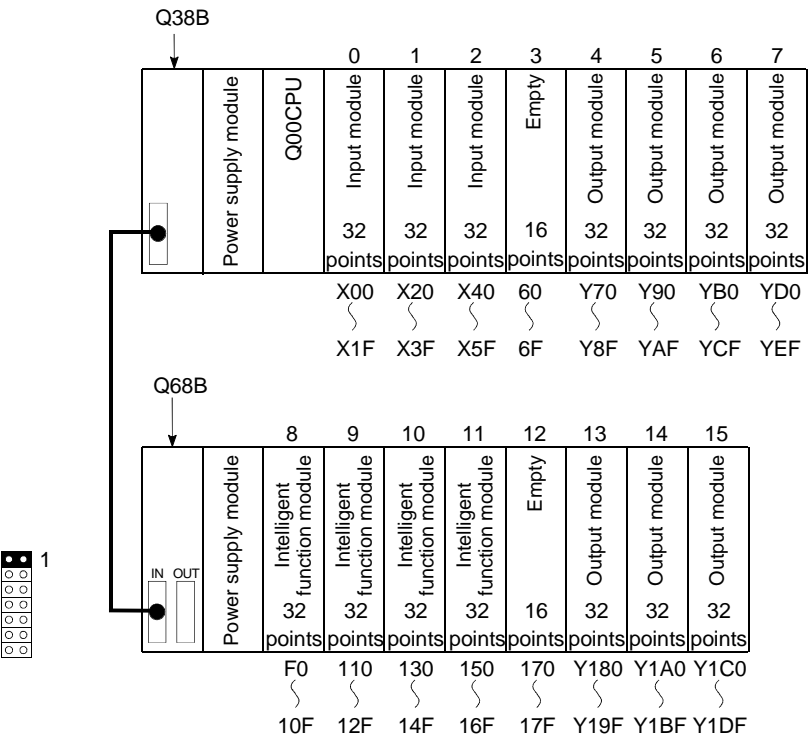 Q38B
0 1 2 3 4 5 6 7
Power supply module
Q00CPU
Input module
Input module
Input module
Empty
Output module
Output module
Output module
Output module
32 32 32 16 32 32 32 32
points points points points points points points points
X00 X20 X40 60 Y70 Y90 YB0 YD0
X1F X3F X5F 6F Y8F YAF YCF YEF
Q68B
8 9 10 11 12 13 14 15
Power supply module
Intelligent
function module
Intelligent
function module
Intelligent
function module
Intelligent
function module
Empty
Output module
Output module
Output module
1
IN OUT
32 32 32 32 16 32 32 32
points points points points points points points points
F0 110 130 150 170 Y180 Y1A0 Y1C0
10F 12F 14F 16F 17F Y19F Y1BF Y1DF